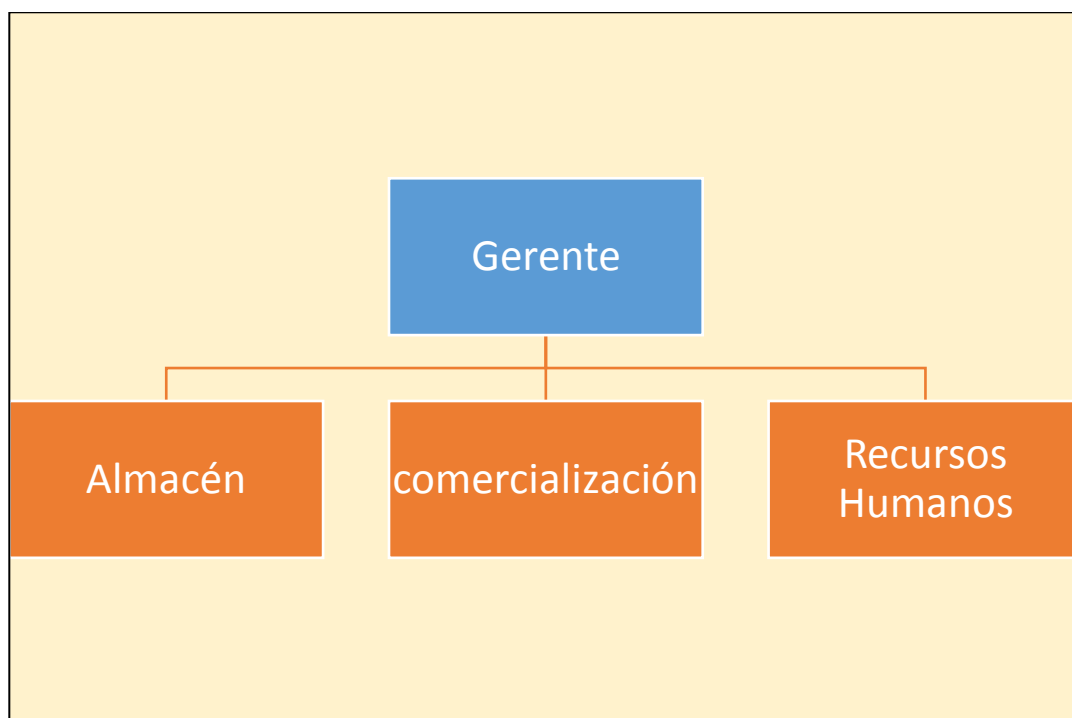 Gerente
Almacén
comercialización
Recursos
Humanos